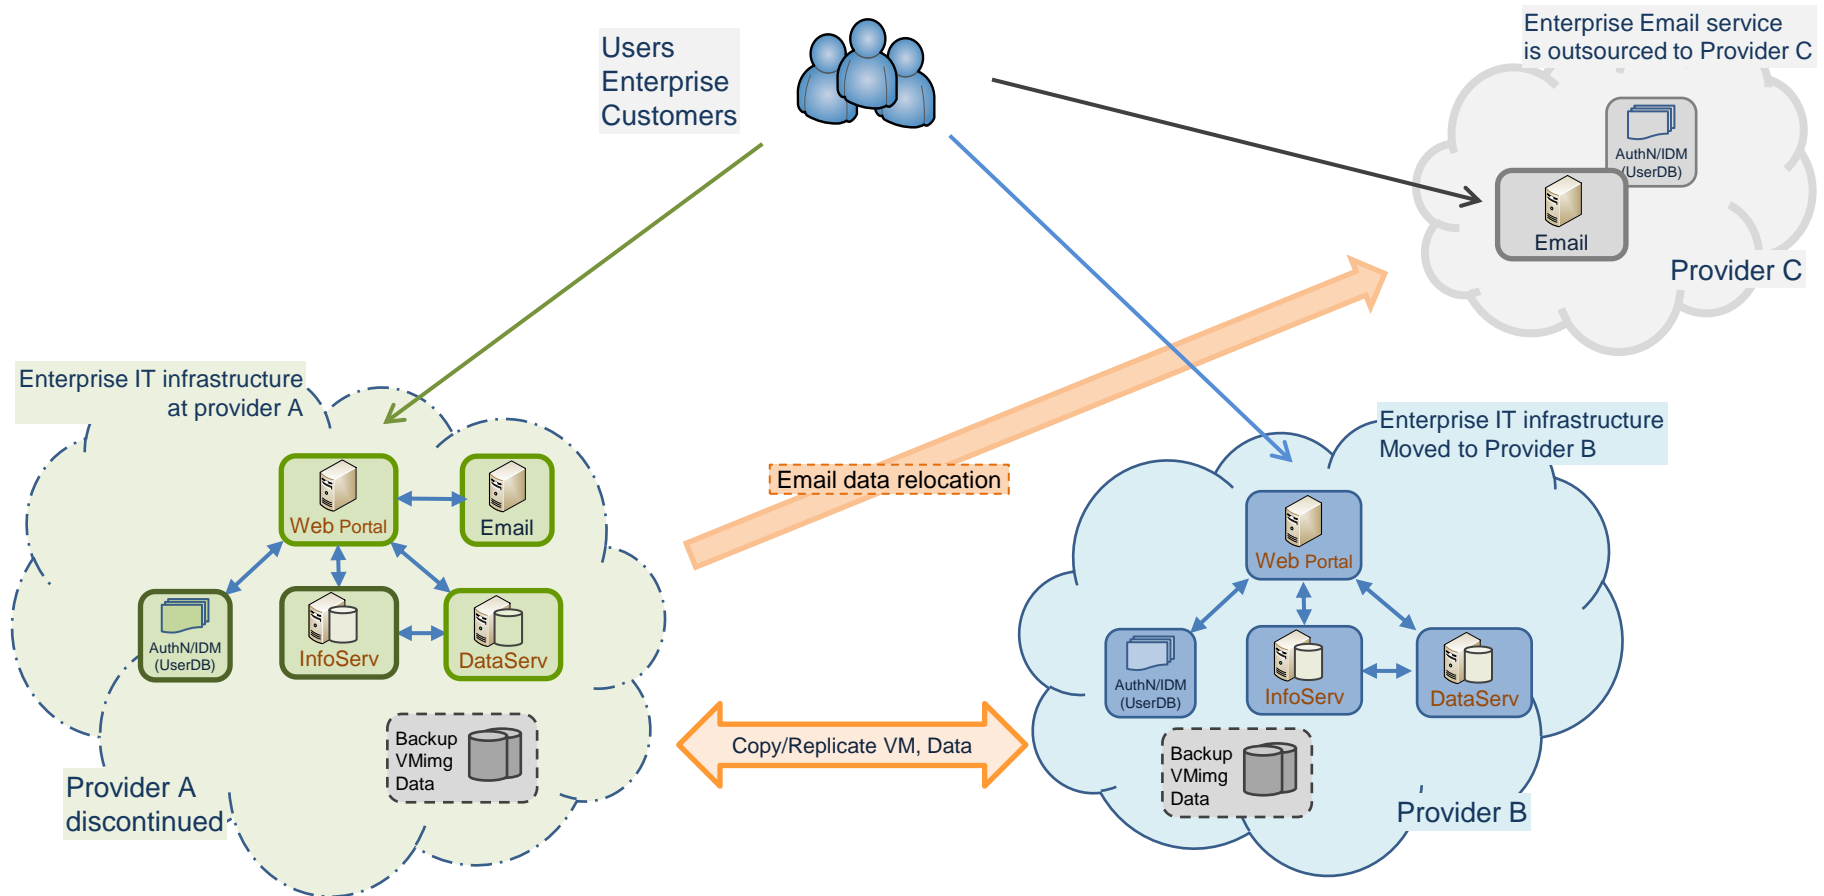 Users
Enterprise
Customers
Enterprise Email service
is outsourced to Provider C
AuthN/IDM
(UserDB)
Email
Provider C
Enterprise IT infrastructure
at provider A
Web Portal
Email
AuthN/IDM
(UserDB)
InfoServ
DataServ
Backup
VMimg
Data
Provider A
discontinued
Email data relocation
Copy/Replicate VM, Data
Enterprise IT infrastructure
Moved to Provider B
Web Portal
AuthN/IDM
(UserDB)
InfoServ
DataServ
Backup
VMimg
Data
Provider B